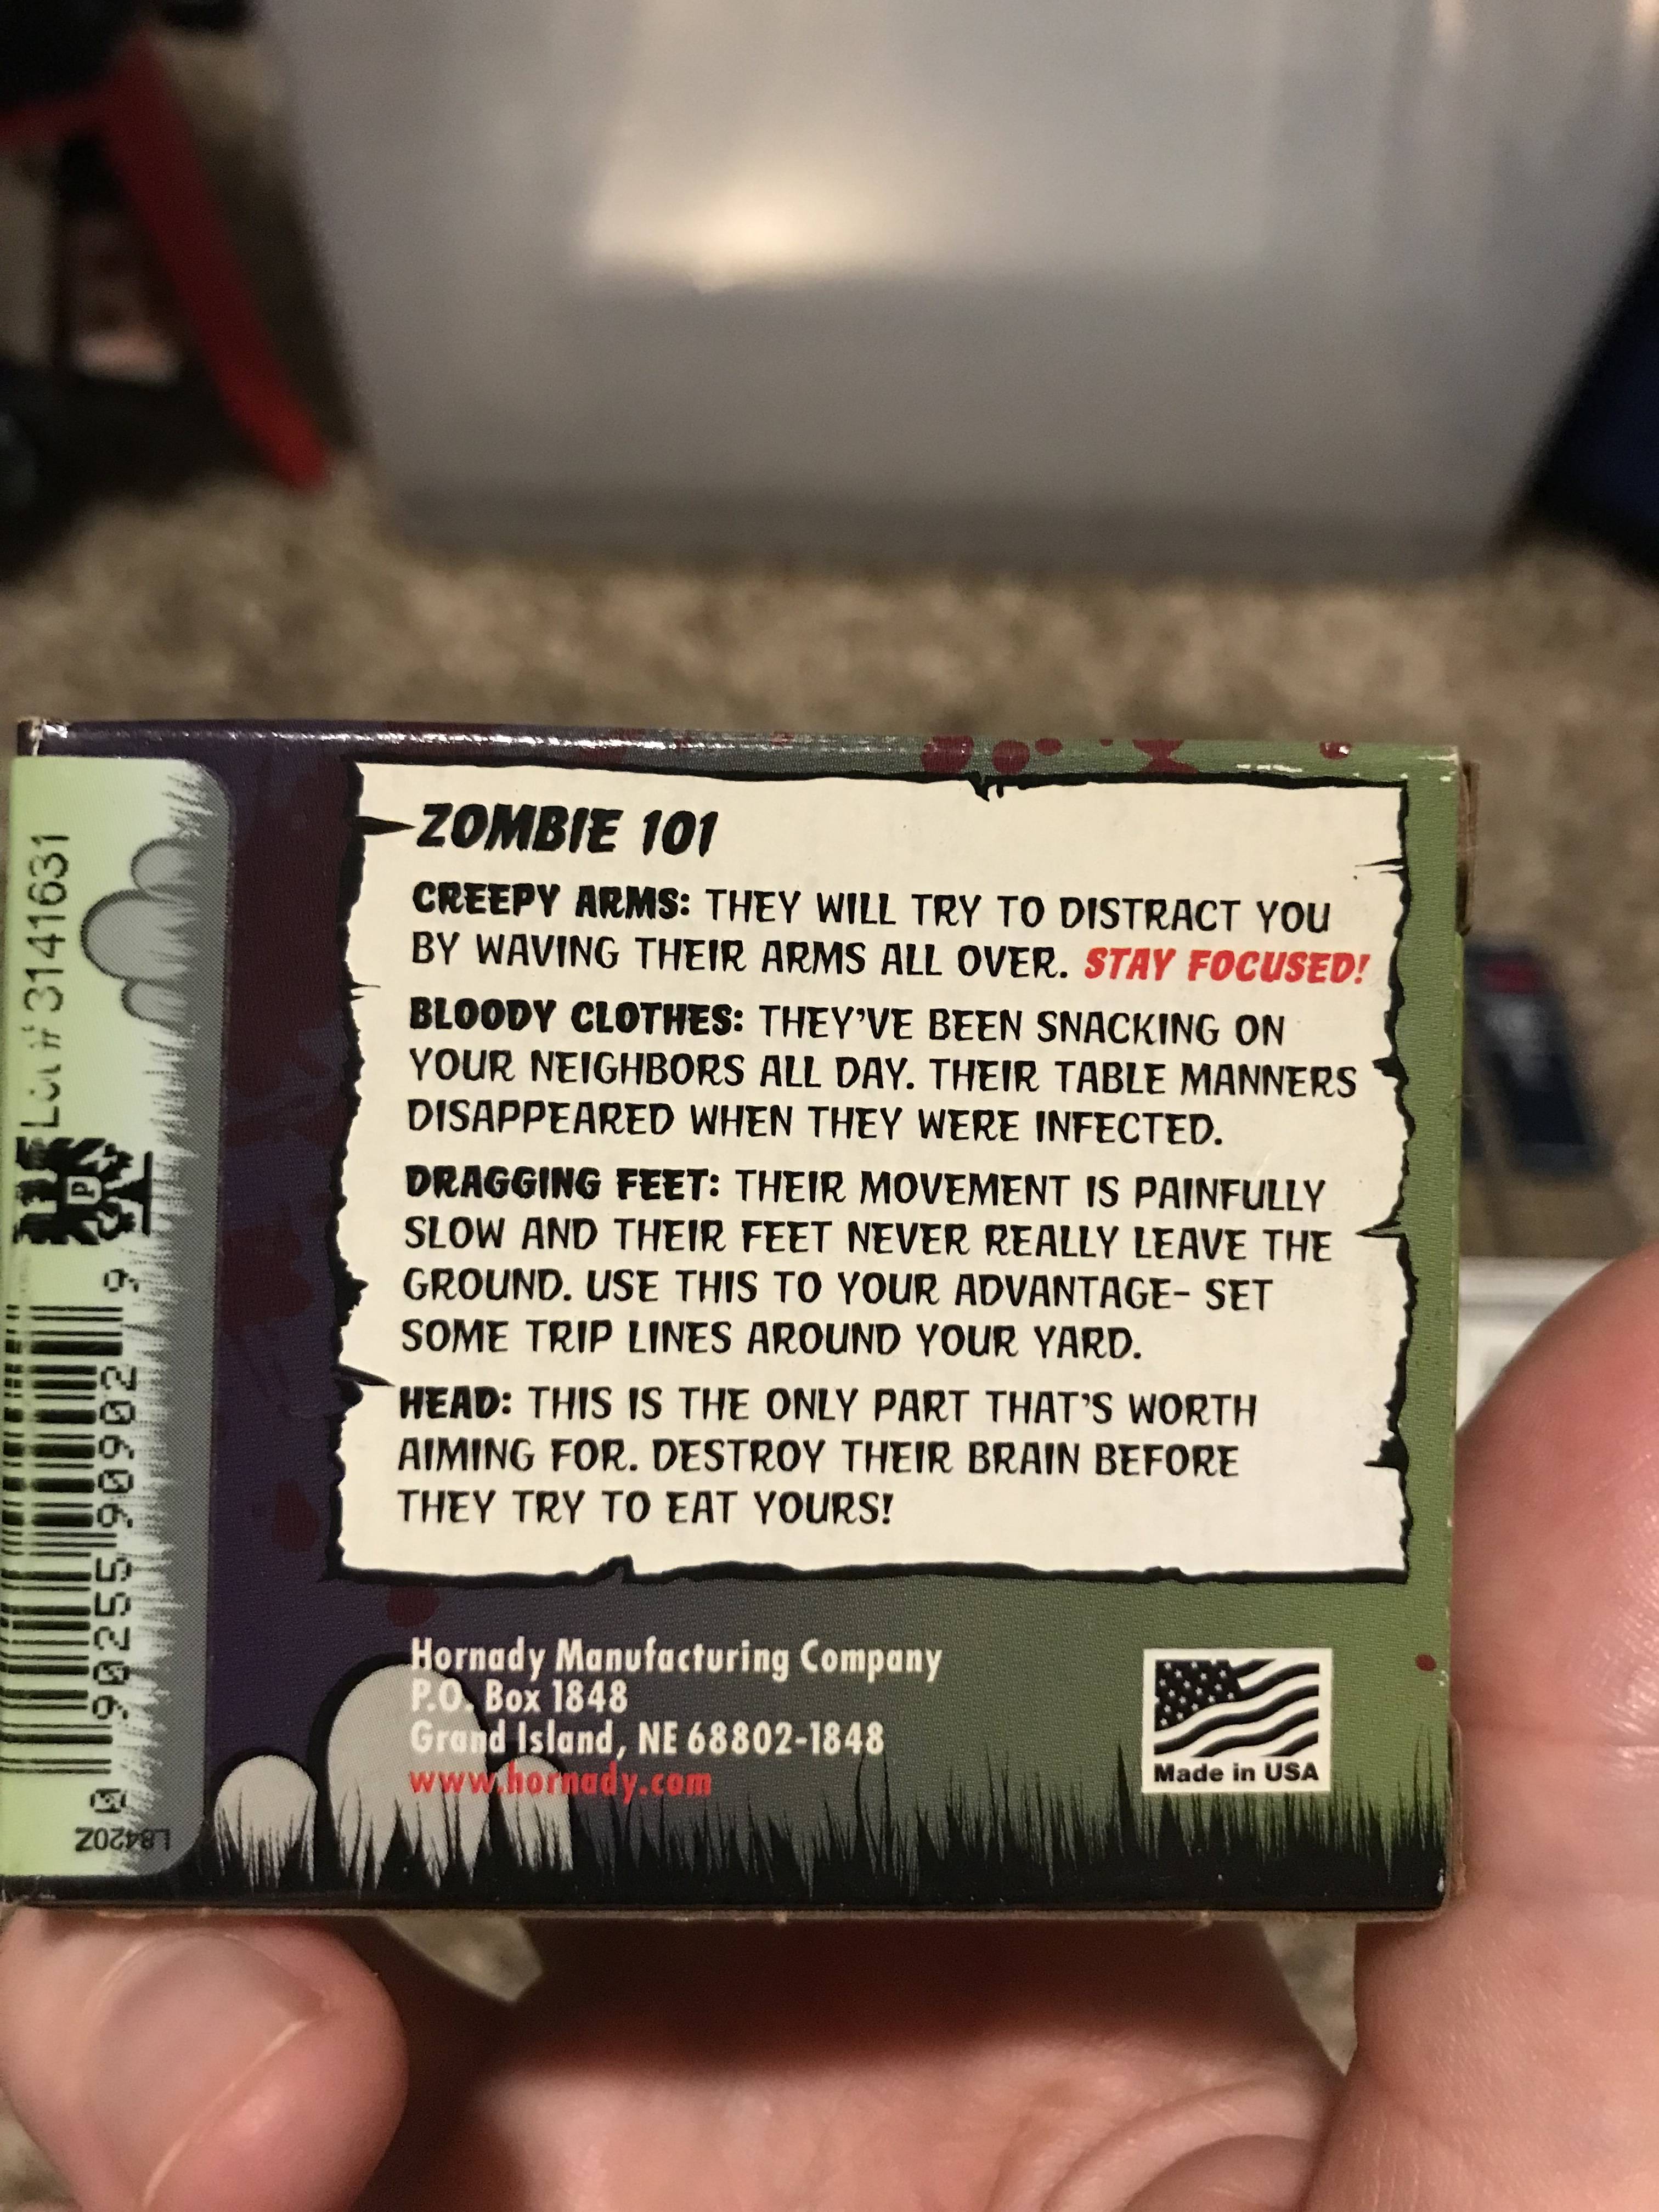 ZOMBIE 101
CREEPY ARMS: THEY WILL TRY TO DISTRACT YOU
BY WAVING THEIR ARMS ALL OVER. STAY FOCUSED!
BLOODY CLOTHES: THEY'VE BEEN SNACKING ON
YOUR NEIGHBORS ALL DAY. THEIR TABLE MANNERS
DISAPPEARED WHEN THEY WERE INFECTED.
DRAGGING FEET: THEIR MOVEMENT IS PAINFULLY
SLOW AND THEIR FEET NEVER REALLY LEAVE THE
GROUND. USE THIS TO YOUR ADVANTAGE- SET
SOME TRIP LINES AROUND YOUR YARD.
HEAD: THIS IS THE ONLY PART THAT'S WORTH
AIMING FOR. DESTROY THEIR BRAIN BEFORE
THEY TRY TO EAT YOURS!
Hornady Manufacturing Company
P.O. Box 1848
Grand Island, NE 68802-1848
www.hornady.com
Made in USA
Lot #3141631
P
0 90255 90902 9
L8420Z